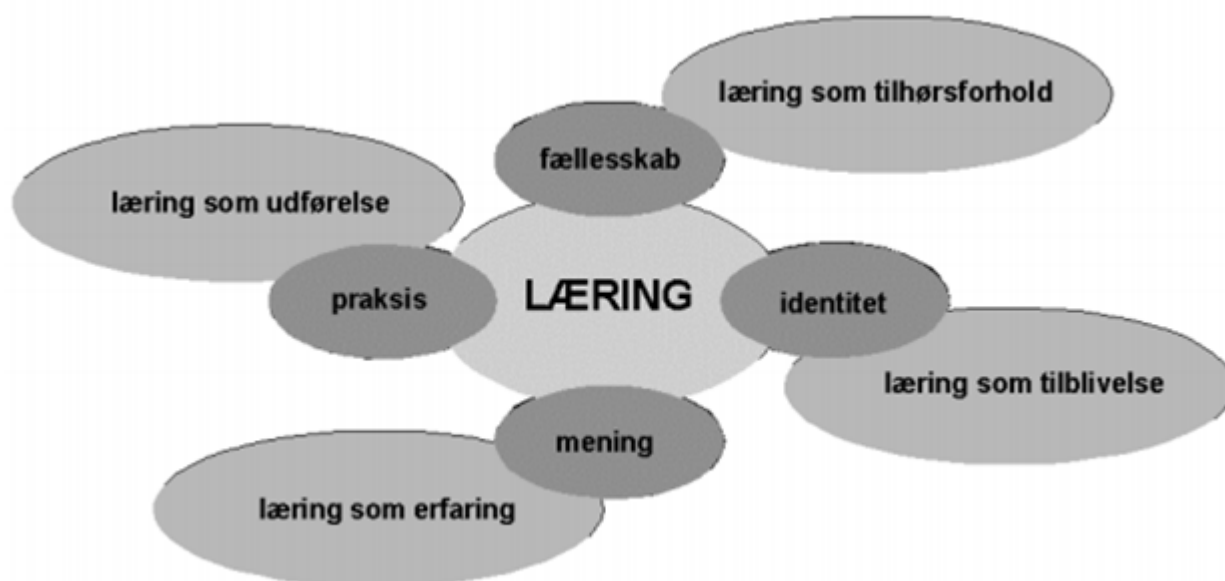 læring som tilhørsforhold
fællesskab
læring som udførelse
praksis
LÆRING
identitet
læring som tilblivelse
mening
læring som erfaring